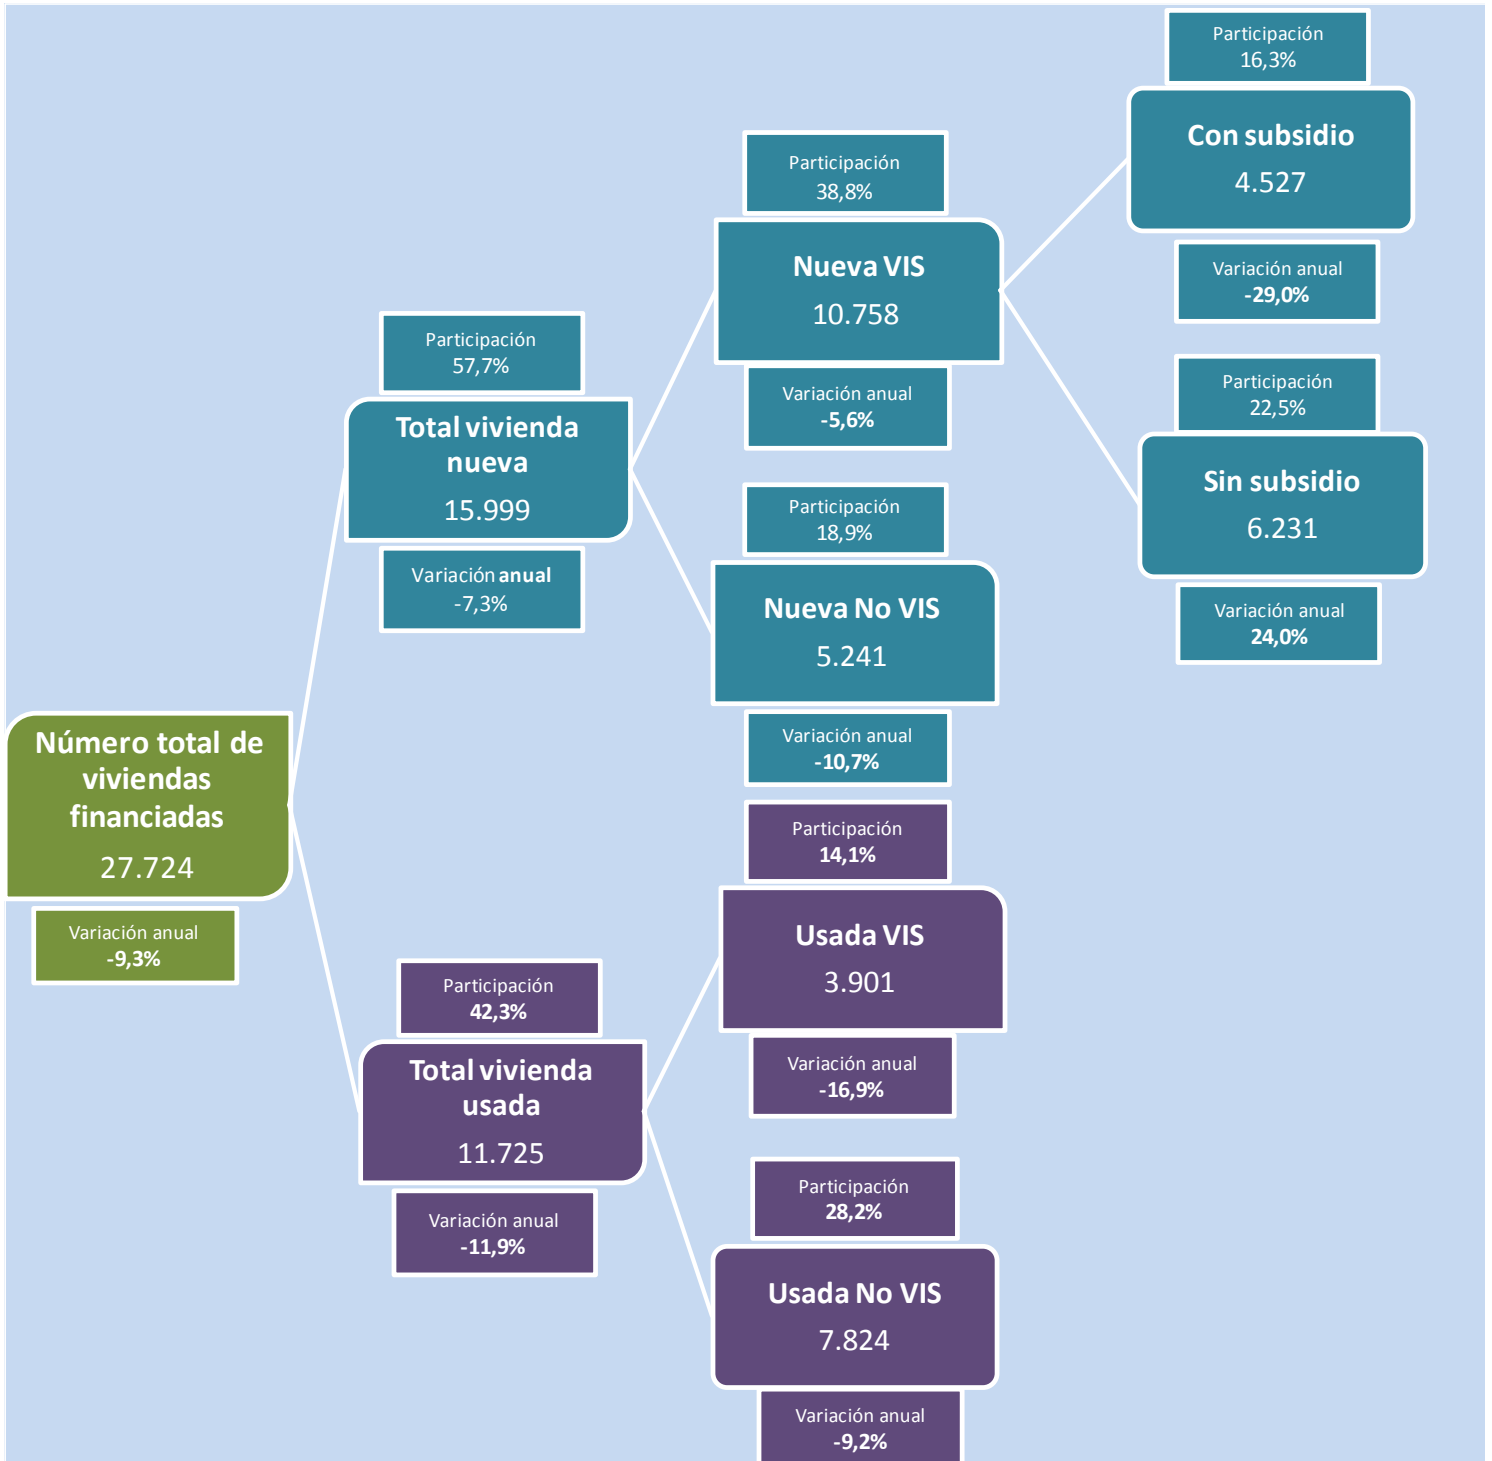 Número total de
viviendas
financiadas
27.724
Variación anual
-9,3%
Participación
57,7%
Total vivienda
nueva
15.999
Variación anual
-7,3%
Participación
38,8%
Nueva VIS
10.758
Variación anual
-5,6%
Participación
16,3%
Con subsidio
4.527
Variación anual
-29,0%
Participación
22,5%
Sin subsidio
6.231
Variación anual
24,0%
Participación
18,9%
Nueva No VIS
5.241
Variación anual
-10,7%
Participación
42,3%
Total vivienda
usada
11.725
Variación anual
-11,9%
Participación
14,1%
Usada VIS
3.901
Variación anual
-16,9%
Participación
28,2%
Usada No VIS
7.824
Variación anual
-9,2%